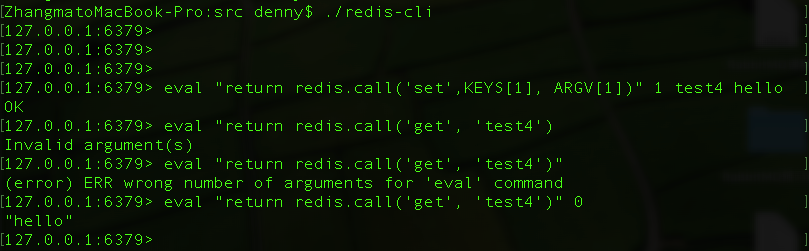 ZhangmatoMacBook-Pro:src denny$ ./redis-cli
[127.0.0.1:6379> ]
[127.0.0.1:6379> ]
[127.0.0.1:6379> ]
[127.0.0.1:6379> eval "return redis.call('set',KEYS[1], ARGV[1])" 1 test4 hello ]
OK
[127.0.0.1:6379> eval "return redis.call('get', 'test4') ]
Invalid argument(s)
[127.0.0.1:6379> eval "return redis.call('get', 'test4')" ]
(error) ERR wrong number of arguments for 'eval' command
[127.0.0.1:6379> eval "return redis.call('get', 'test4')" 0 ]
"hello"
127.0.0.1:6379>